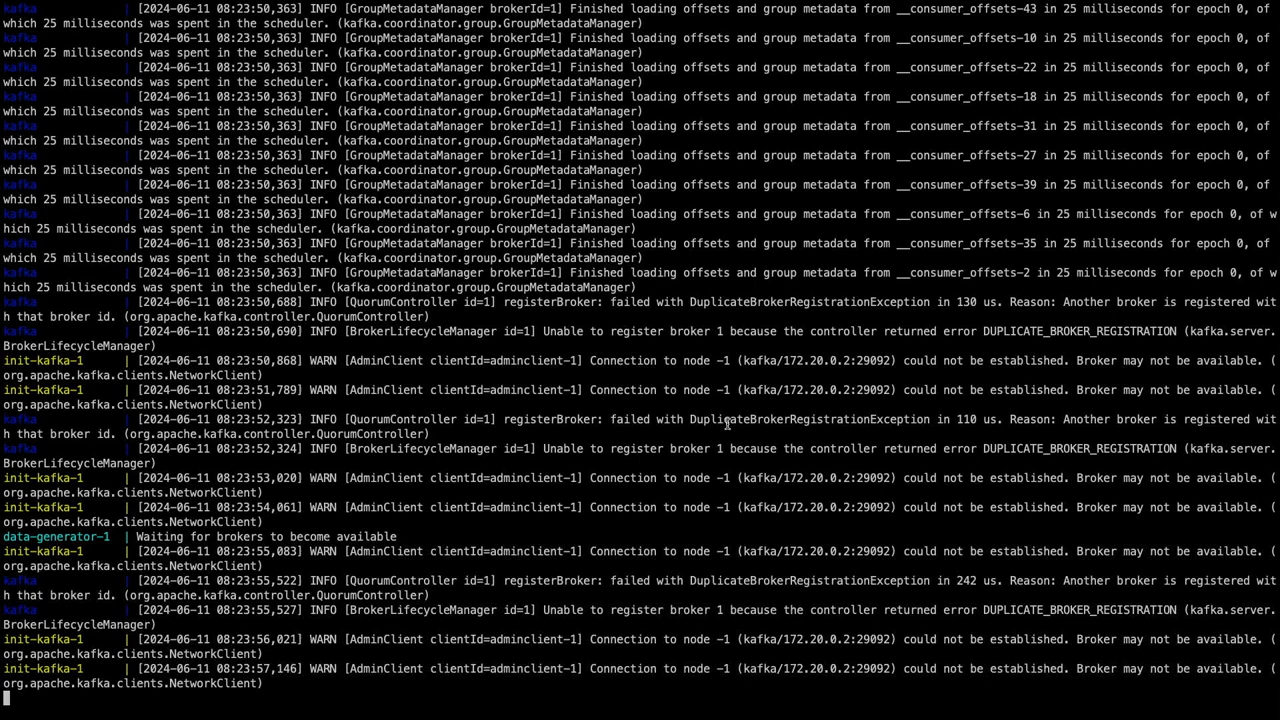 kafka | [2024-06-11 08:23:50,363] INFO [GroupMetadataManager brokerId=1] Finished loading offsets and group metadata from __consumer_offsets-43 in 25 milliseconds for epoch 0, of
which 25 milliseconds was spent in the scheduler. (kafka.coordinator.group.GroupMetadataManager)
kafka | [2024-06-11 08:23:50,363] INFO [GroupMetadataManager brokerId=1] Finished loading offsets and group metadata from __consumer_offsets-10 in 25 milliseconds for epoch 0, of
which 25 milliseconds was spent in the scheduler. (kafka.coordinator.group.GroupMetadataManager)
kafka | [2024-06-11 08:23:50,363] INFO [GroupMetadataManager brokerId=1] Finished loading offsets and group metadata from __consumer_offsets-22 in 25 milliseconds for epoch 0, of
which 25 milliseconds was spent in the scheduler. (kafka.coordinator.group.GroupMetadataManager)
kafka | [2024-06-11 08:23:50,363] INFO [GroupMetadataManager brokerId=1] Finished loading offsets and group metadata from __consumer_offsets-18 in 25 milliseconds for epoch 0, of
which 25 milliseconds was spent in the scheduler. (kafka.coordinator.group.GroupMetadataManager)
kafka | [2024-06-11 08:23:50,363] INFO [GroupMetadataManager brokerId=1] Finished loading offsets and group metadata from __consumer_offsets-31 in 25 milliseconds for epoch 0, of
which 25 milliseconds was spent in the scheduler. (kafka.coordinator.group.GroupMetadataManager)
kafka | [2024-06-11 08:23:50,363] INFO [GroupMetadataManager brokerId=1] Finished loading offsets and group metadata from __consumer_offsets-27 in 25 milliseconds for epoch 0, of
which 25 milliseconds was spent in the scheduler. (kafka.coordinator.group.GroupMetadataManager)
kafka | [2024-06-11 08:23:50,363] INFO [GroupMetadataManager brokerId=1] Finished loading offsets and group metadata from __consumer_offsets-39 in 25 milliseconds for epoch 0, of
which 25 milliseconds was spent in the scheduler. (kafka.coordinator.group.GroupMetadataManager)
kafka | [2024-06-11 08:23:50,363] INFO [GroupMetadataManager brokerId=1] Finished loading offsets and group metadata from __consumer_offsets-6 in 25 milliseconds for epoch 0, of w
hich 25 milliseconds was spent in the scheduler. (kafka.coordinator.group.GroupMetadataManager)
kafka | [2024-06-11 08:23:50,363] INFO [GroupMetadataManager brokerId=1] Finished loading offsets and group metadata from __consumer_offsets-35 in 25 milliseconds for epoch 0, of
which 25 milliseconds was spent in the scheduler. (kafka.coordinator.group.GroupMetadataManager)
kafka | [2024-06-11 08:23:50,363] INFO [GroupMetadataManager brokerId=1] Finished loading offsets and group metadata from __consumer_offsets-2 in 25 milliseconds for epoch 0, of w
hich 25 milliseconds was spent in the scheduler. (kafka.coordinator.group.GroupMetadataManager)
kafka | [2024-06-11 08:23:50,688] INFO [QuorumController id=1] registerBroker: failed with DuplicateBrokerRegistrationException in 130 us. Reason: Another broker is registered wit
h that broker id. (org.apache.kafka.controller.QuorumController)
kafka | [2024-06-11 08:23:50,690] INFO [BrokerLifecycleManager id=1] Unable to register broker 1 because the controller returned error DUPLICATE_BROKER_REGISTRATION (kafka.server.
BrokerLifecycleManager)
init-kafka-1 | [2024-06-11 08:23:50,868] WARN [AdminClient clientId=adminclient-1] Connection to node -1 (kafka/172.20.0.2:29092) could not be established. Broker may not be available. (
org.apache.kafka.clients.NetworkClient)
init-kafka-1 | [2024-06-11 08:23:51,789] WARN [AdminClient clientId=adminclient-1] Connection to node -1 (kafka/172.20.0.2:29092) could not be established. Broker may not be available. (
org.apache.kafka.clients.NetworkClient)
kafka | [2024-06-11 08:23:52,323] INFO [QuorumController id=1] registerBroker: failed with DuplicateBrokerRegistrationException in 110 us. Reason: Another broker is registered wit
h that broker id. (org.apache.kafka.controller.QuorumController)
kafka | [2024-06-11 08:23:52,324] INFO [BrokerLifecycleManager id=1] Unable to register broker 1 because the controller returned error DUPLICATE_BROKER_REGISTRATION (kafka.server.
BrokerLifecycleManager)
init-kafka-1 | [2024-06-11 08:23:53,020] WARN [AdminClient clientId=adminclient-1] Connection to node -1 (kafka/172.20.0.2:29092) could not be established. Broker may not be available. (
org.apache.kafka.clients.NetworkClient)
init-kafka-1 | [2024-06-11 08:23:54,061] WARN [AdminClient clientId=adminclient-1] Connection to node -1 (kafka/172.20.0.2:29092) could not be established. Broker may not be available. (
org.apache.kafka.clients.NetworkClient)
data-generator-1 | Waiting for brokers to become available
init-kafka-1 | [2024-06-11 08:23:55,083] WARN [AdminClient clientId=adminclient-1] Connection to node -1 (kafka/172.20.0.2:29092) could not be established. Broker may not be available. (
org.apache.kafka.clients.NetworkClient)
kafka | [2024-06-11 08:23:55,522] INFO [QuorumController id=1] registerBroker: failed with DuplicateBrokerRegistrationException in 242 us. Reason: Another broker is registered wit
h that broker id. (org.apache.kafka.controller.QuorumController)
kafka | [2024-06-11 08:23:55,527] INFO [BrokerLifecycleManager id=1] Unable to register broker 1 because the controller returned error DUPLICATE_BROKER_REGISTRATION (kafka.server.
BrokerLifecycleManager)
init-kafka-1 | [2024-06-11 08:23:56,021] WARN [AdminClient clientId=adminclient-1] Connection to node -1 (kafka/172.20.0.2:29092) could not be established. Broker may not be available. (
org.apache.kafka.clients.NetworkClient)
init-kafka-1 | [2024-06-11 08:23:57,146] WARN [AdminClient clientId=adminclient-1] Connection to node -1 (kafka/172.20.0.2:29092) could not be established. Broker may not be available. (
org.apache.kafka.clients.NetworkClient)